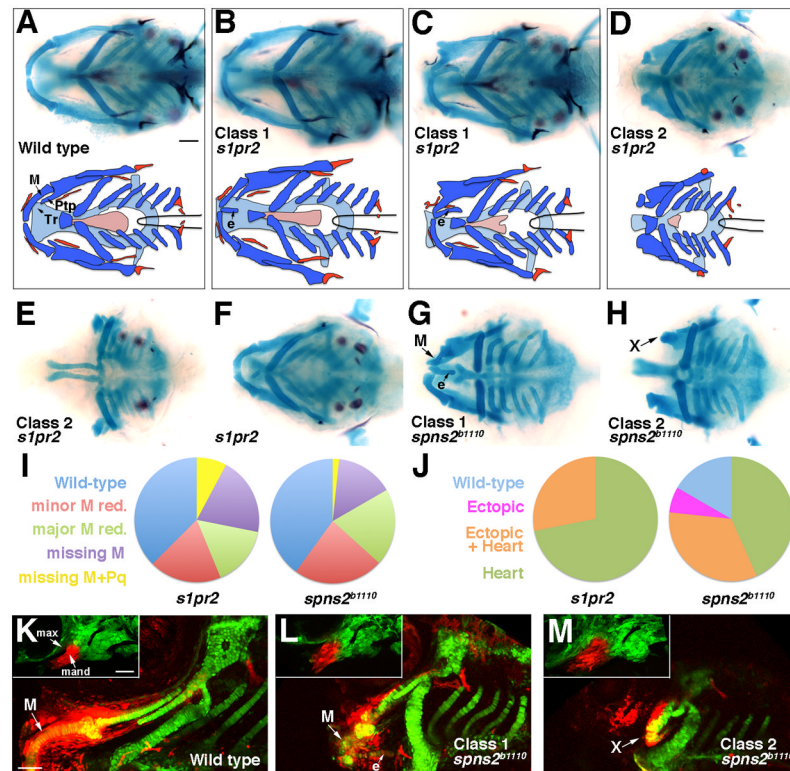 A
B
C
D
Wild type
Class 1
s1pr2
Class 1
s1pr2
Class 2
s1pr2
M
Ptp
Tr
e
e
E
F
G
H
M
e
X
Class 2
s1pr2
s1pr2
Class 1
spns2b1110
Class 2
spns2b1110
I
J
Wild-type
minor M red.
major M red.
missing M
missing M+Pq
s1pr2
spns2b1110
Wild-type
Ectopic
Ectopic
+ Heart
Heart
s1pr2
spns2b1110
K
max
mand
M
Wild type
L
M
e
Class 1
spns2b1110
M
X
Class 2
spns2b1110